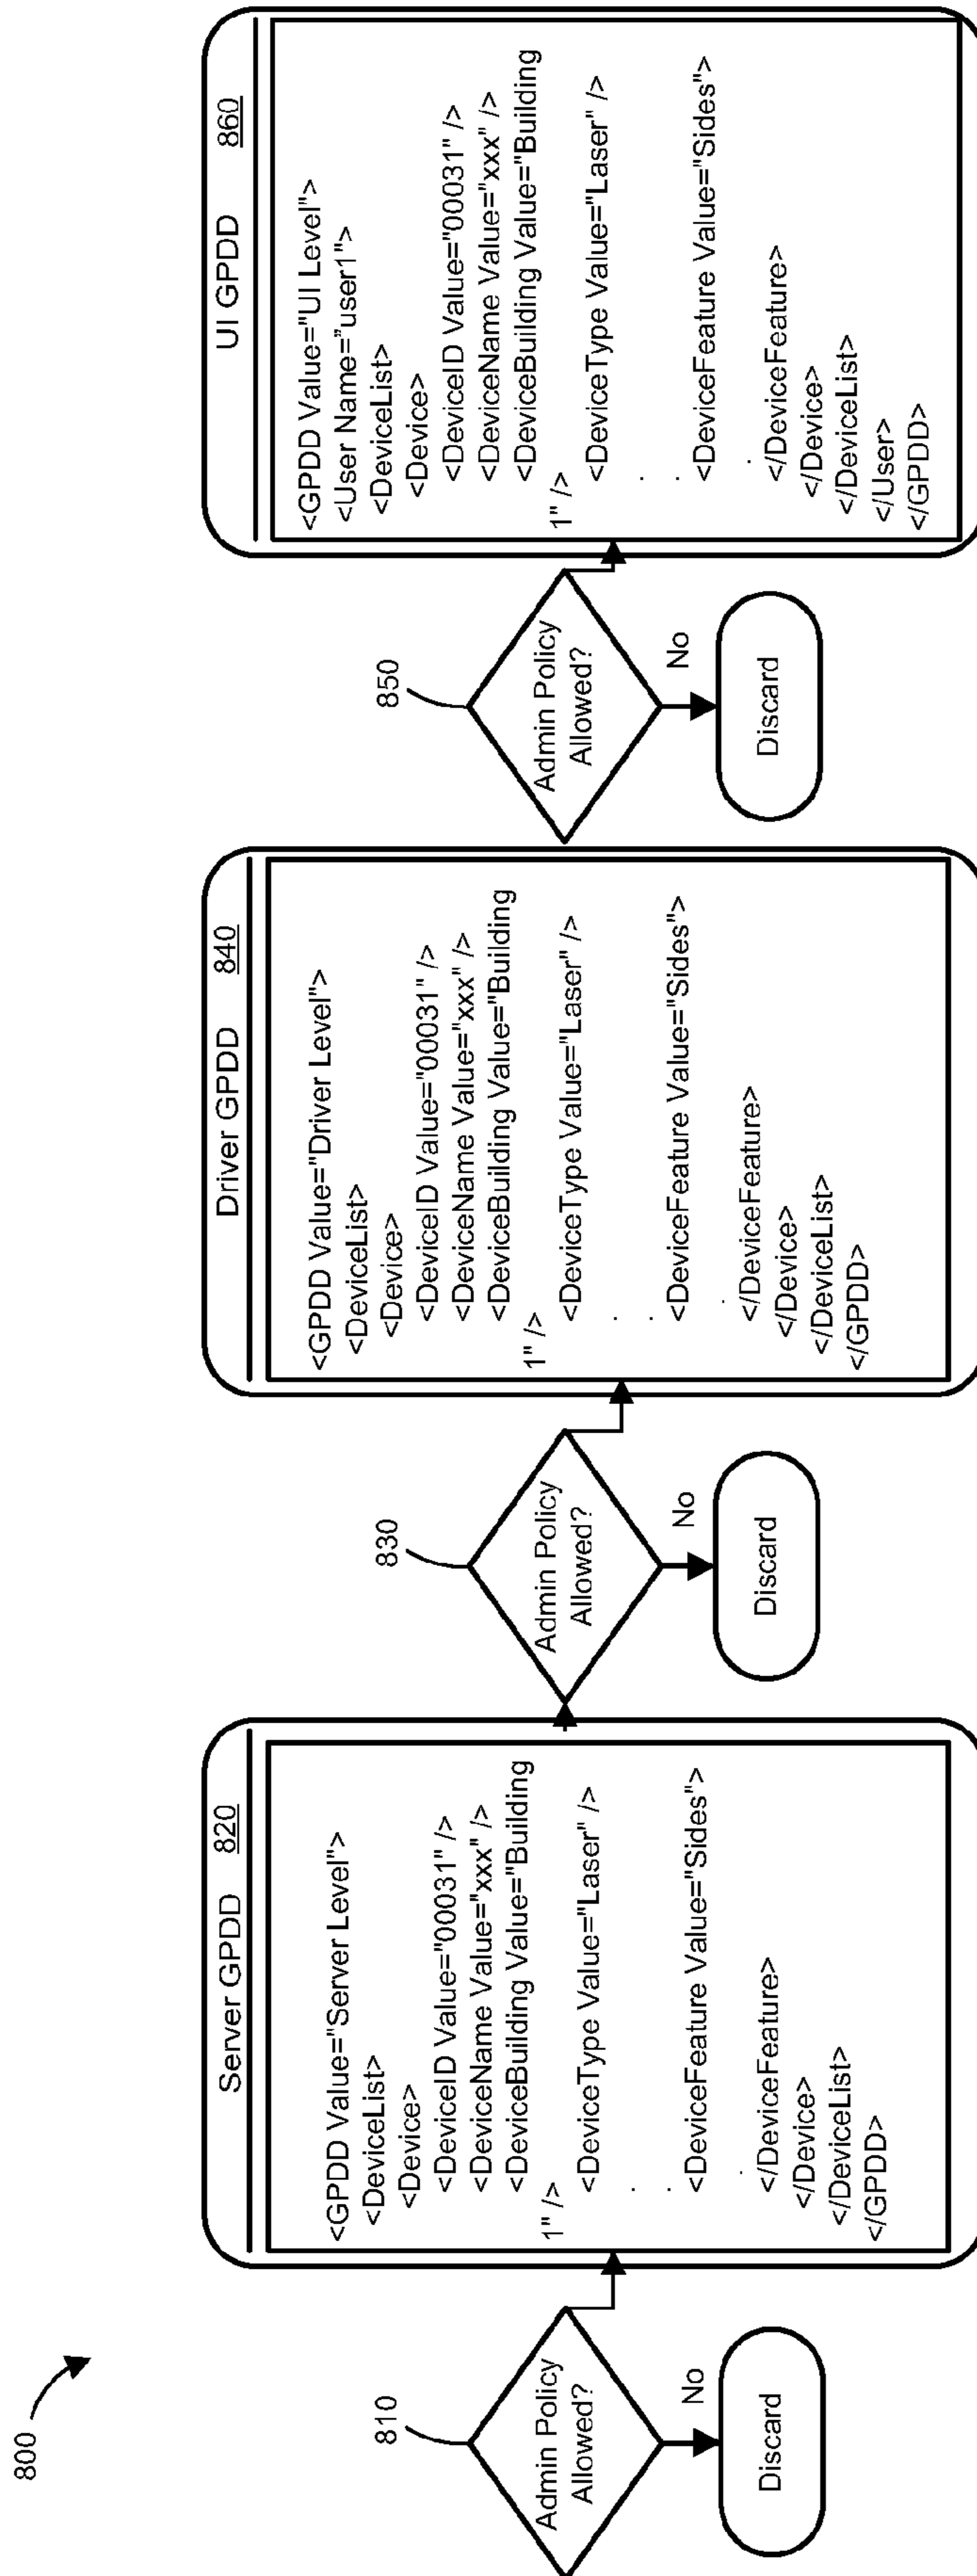 800
810
Admin Policy
Allowed?
No
Discard
Server GPDD 820
<GPDD Value="Server Level">
<DeviceList>
<Device>
<DeviceID Value="00031" />
<DeviceName Value="xxx" />
<DeviceBuilding Value="Building
1" />
<DeviceType Value="Laser" />
.
.
<DeviceFeature Value="Sides">
.
</DeviceFeature>
</Device>
</DeviceList>
</GPDD>
830
Admin Policy
Allowed?
No
Discard
Driver GPDD 840
<GPDD Value="Driver Level">
<DeviceList>
<Device>
<DeviceID Value="00031" />
<DeviceName Value="xxx" />
<DeviceBuilding Value="Building
1" />
<DeviceType Value="Laser" />
.
.
<DeviceFeature Value="Sides">
.
</DeviceFeature>
</Device>
</DeviceList>
</GPDD>
850
Admin Policy
Allowed?
No
Discard
UI GPDD 860
<GPDD Value="UI Level">
<User Name="user1">
<DeviceList>
<Device>
<DeviceID Value="00031" />
<DeviceName Value="xxx" />
<DeviceBuilding Value="Building
1" />
<DeviceType Value="Laser" />
.
.
<DeviceFeature Value="Sides">
.
</DeviceFeature>
</Device>
</DeviceList>
</User>
</GPDD>